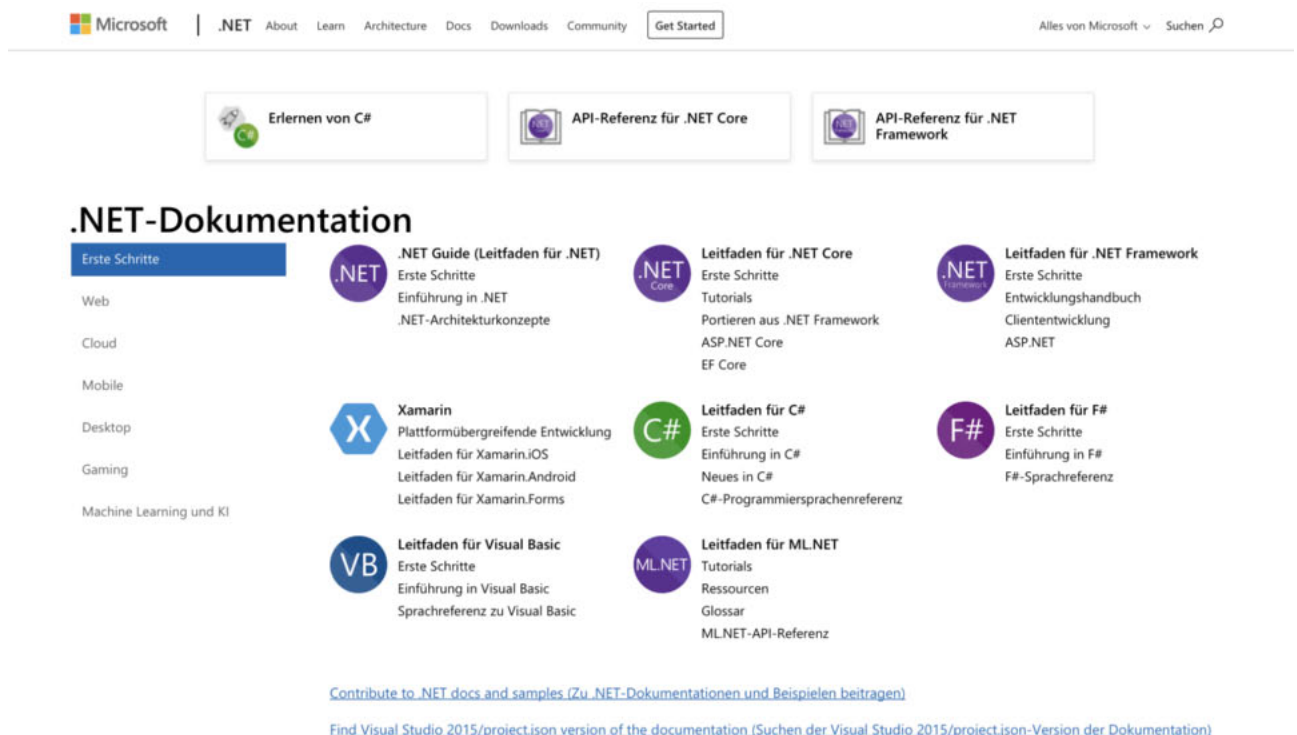 Microsoft | .NET About Learn Architecture Docs Downloads Community Get Started Alles von Microsoft Suchen
C#
Erlernen von C#
.NET
API-Referenz für .NET Core
.NET
API-Referenz für .NET
Framework
.NET-Dokumentation
Erste Schritte
Web
Cloud
Mobile
Desktop
Gaming
Machine Learning und KI
.NET
.NET Guide (Leitfaden für .NET)
Erste Schritte
Einführung in .NET
.NET-Architekturkonzepte
.NET
Core
Leitfaden für .NET Core
Erste Schritte
Tutorials
Portieren aus .NET Framework
ASP.NET Core
EF Core
.NET
Framework
Leitfaden für .NET Framework
Erste Schritte
Entwicklungshandbuch
Cliententwicklung
ASP.NET
X
Xamarin
Plattformübergreifende Entwicklung
Leitfaden für Xamarin.iOS
Leitfaden für Xamarin.Android
Leitfaden für Xamarin.Forms
C#
Leitfaden für C#
Erste Schritte
Einführung in C#
Neues in C#
C#-Programmiersprachenreferenz
F#
Leitfaden für F#
Erste Schritte
Einführung in F#
F#-Sprachreferenz
VB
Leitfaden für Visual Basic
Erste Schritte
Einführung in Visual Basic
Sprachreferenz zu Visual Basic
ML.NET
Leitfaden für ML.NET
Tutorials
Ressourcen
Glossar
ML.NET-API-Referenz
Contribute to .NET docs and samples (Zu .NET-Dokumentationen und Beispielen beitragen)
Find Visual Studio 2015/project.json version of the documentation (Suchen der Visual Studio 2015/project.json-Version der Dokumentation)